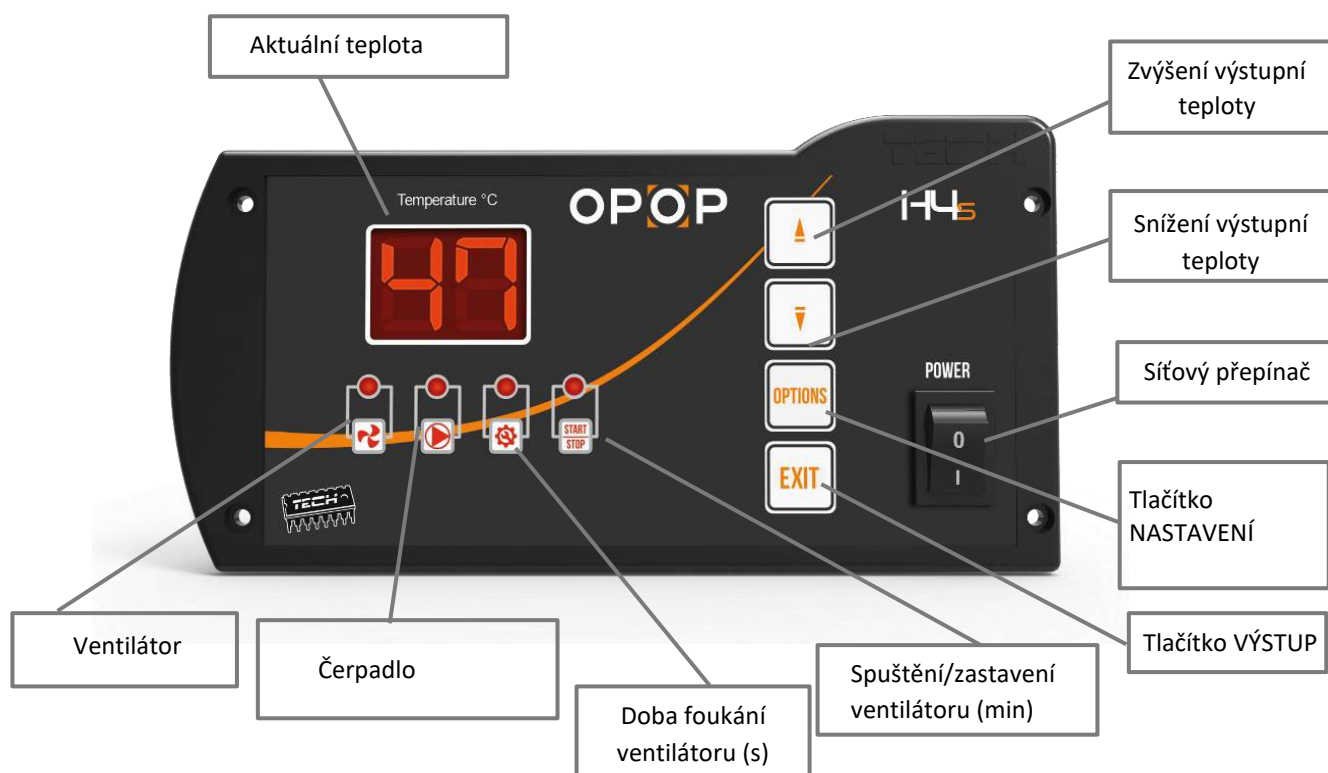 Aktuální teplota
Zvýšení výstupní
teploty
Temperature °C
OPOP
H4s
47
Snížení výstupní
teploty
POWER
Síťový přepínač
OPTIONS
0
I
START
STOP
EXIT
TECH
Tlačítko
NASTAVENÍ
Ventilátor
Čerpadlo
Doba foukání
ventilátoru (s)
Spuštění/zastavení
ventilátoru (min)
Tlačítko VÝSTUP